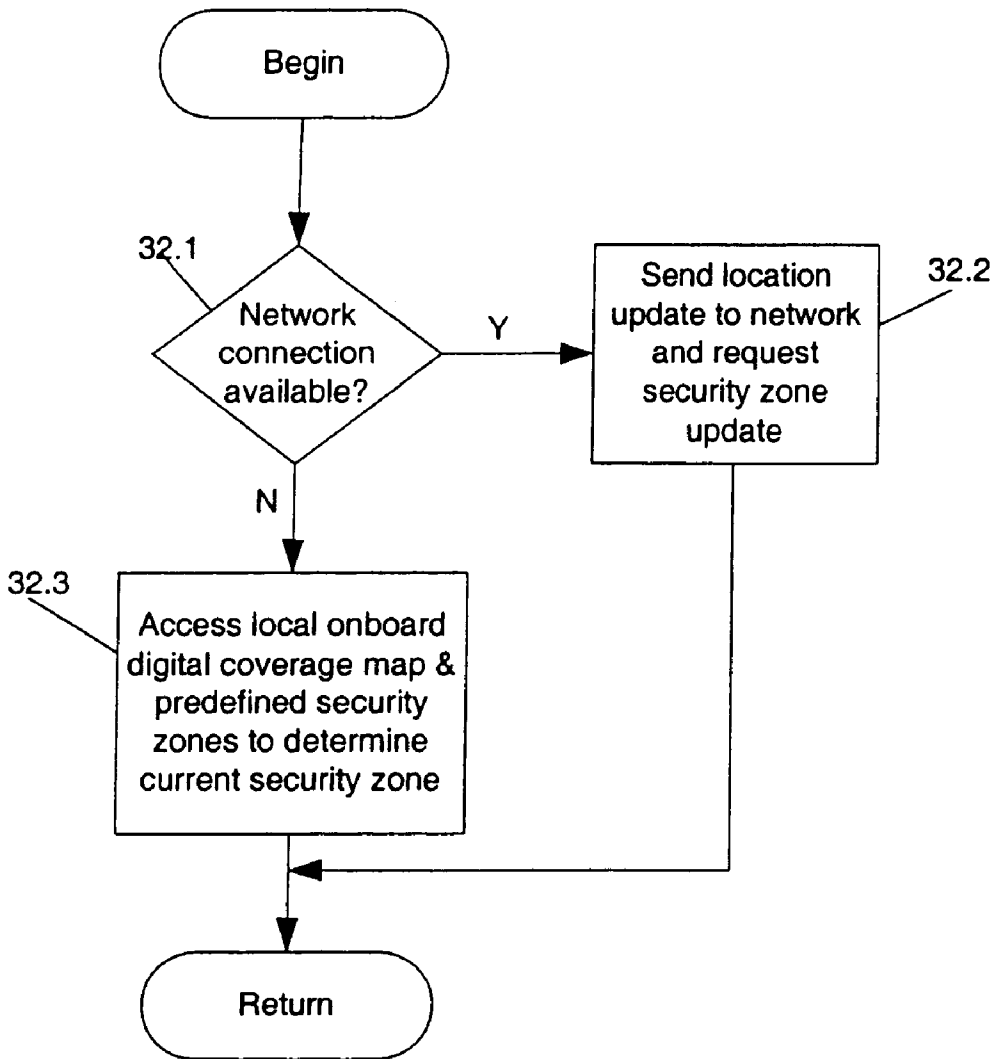 Begin
32.1
Network
connection
available?
Y
Send location
update to network
and request
security zone
update
32.2
N
32.3
Access local onboard
digital coverage map &
predefined security
zones to determine
current security zone
Return